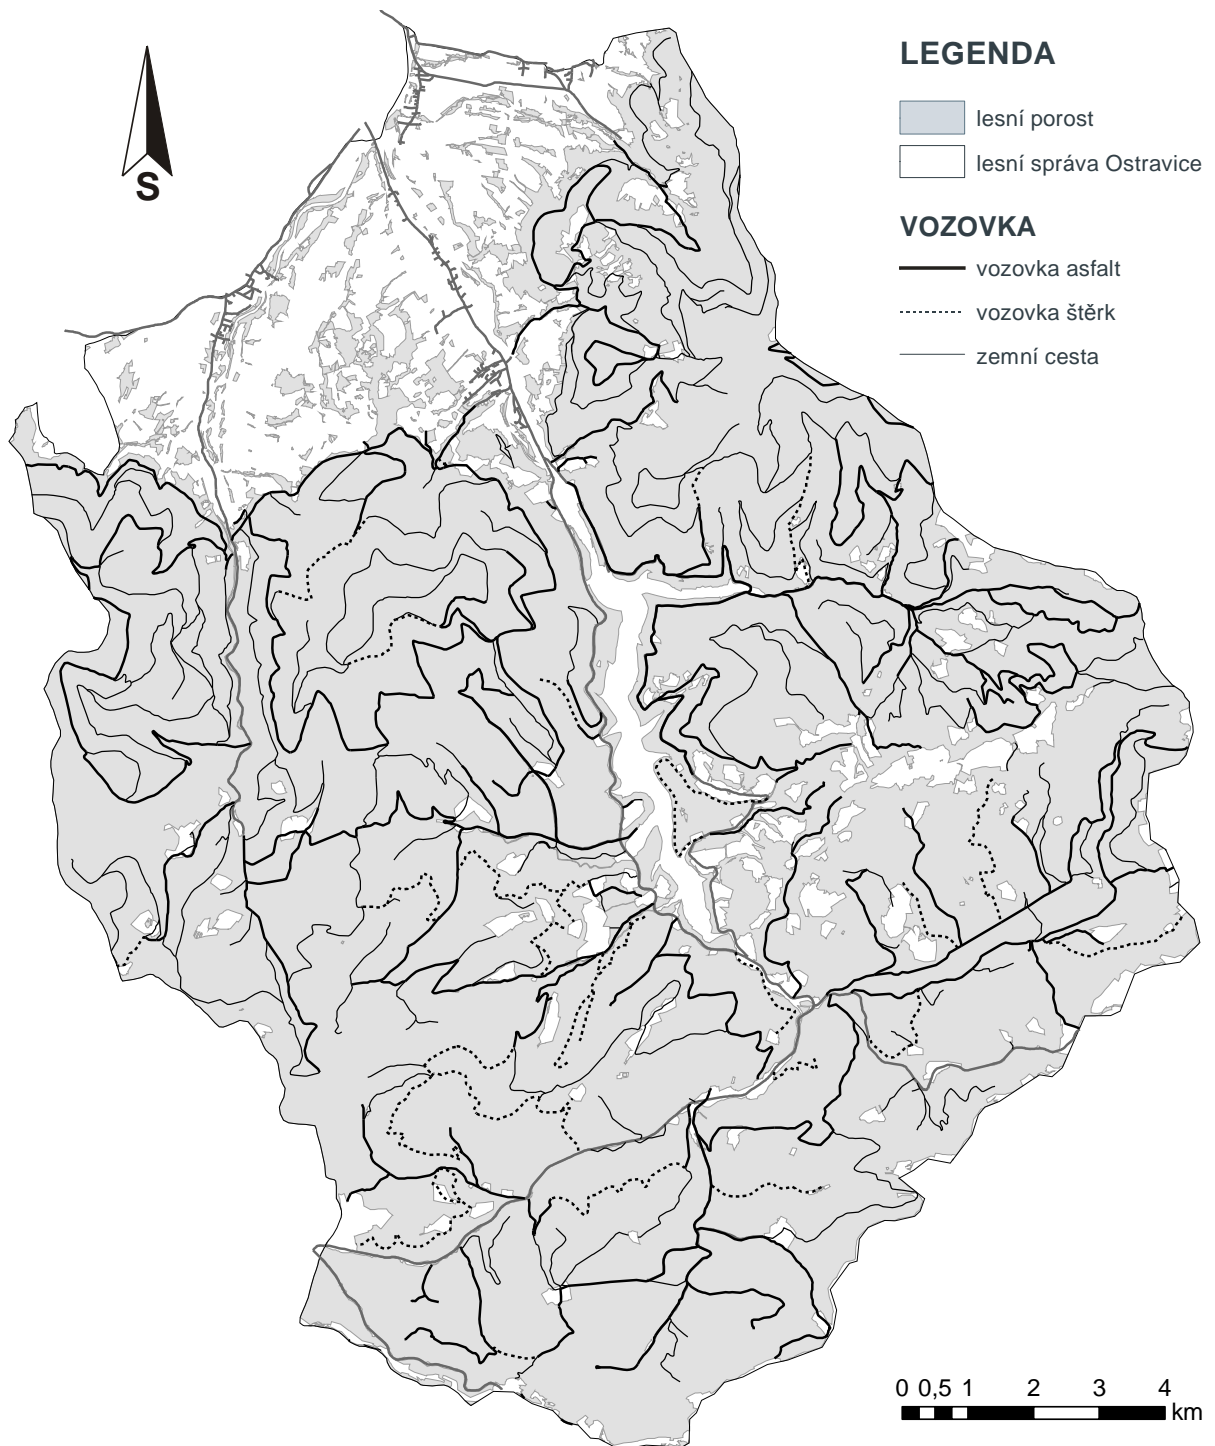 LEGENDA
lesní porost
lesní správa Ostravice
VOZOVKA
vozovka asfalt
vozovka štěrk
zemní cesta
S
0 0,5 1 2 3 4
km